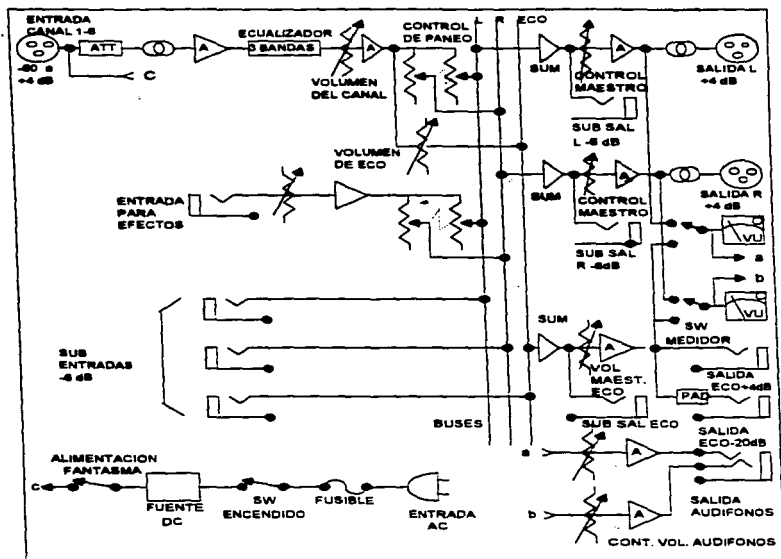 ENTRADA
CANAL 1-6
-60 a
+4 dB
ATT
C
A
ECUALIZADOR
3 BANDAS
VOLUMEN
DEL CANAL
A
CONTROL
DE PANEO
L R ECO
SUM
CONTROL
MAESTRO
A
SALIDA L
+4 dB
SUB SAL
L -6 dB
VOLUMEN
DE ECO
ENTRADA
PARA
EFECTOS
SUM
CONTROL
MAESTRO
A
SALIDA R
+4 dB
SUB SAL
R -6dB
VU
a
b
VU
SW
MEDIDOR
SUB
ENTRADAS
-6 dB
SUM
A
VOL
MAEST.
ECO
SALIDA
ECO+4dB
PAD
BUSES
SUB SAL ECO
SALIDA
ECO-20dB
ALIMENTACION
FANTASMA
c
FUENTE
DC
SW
ENCENDIDO
FUSIBLE
ENTRADA
AC
a
A
b
A
SALIDA
AUDIFONOS
CONT. VOL. AUDIFONOS